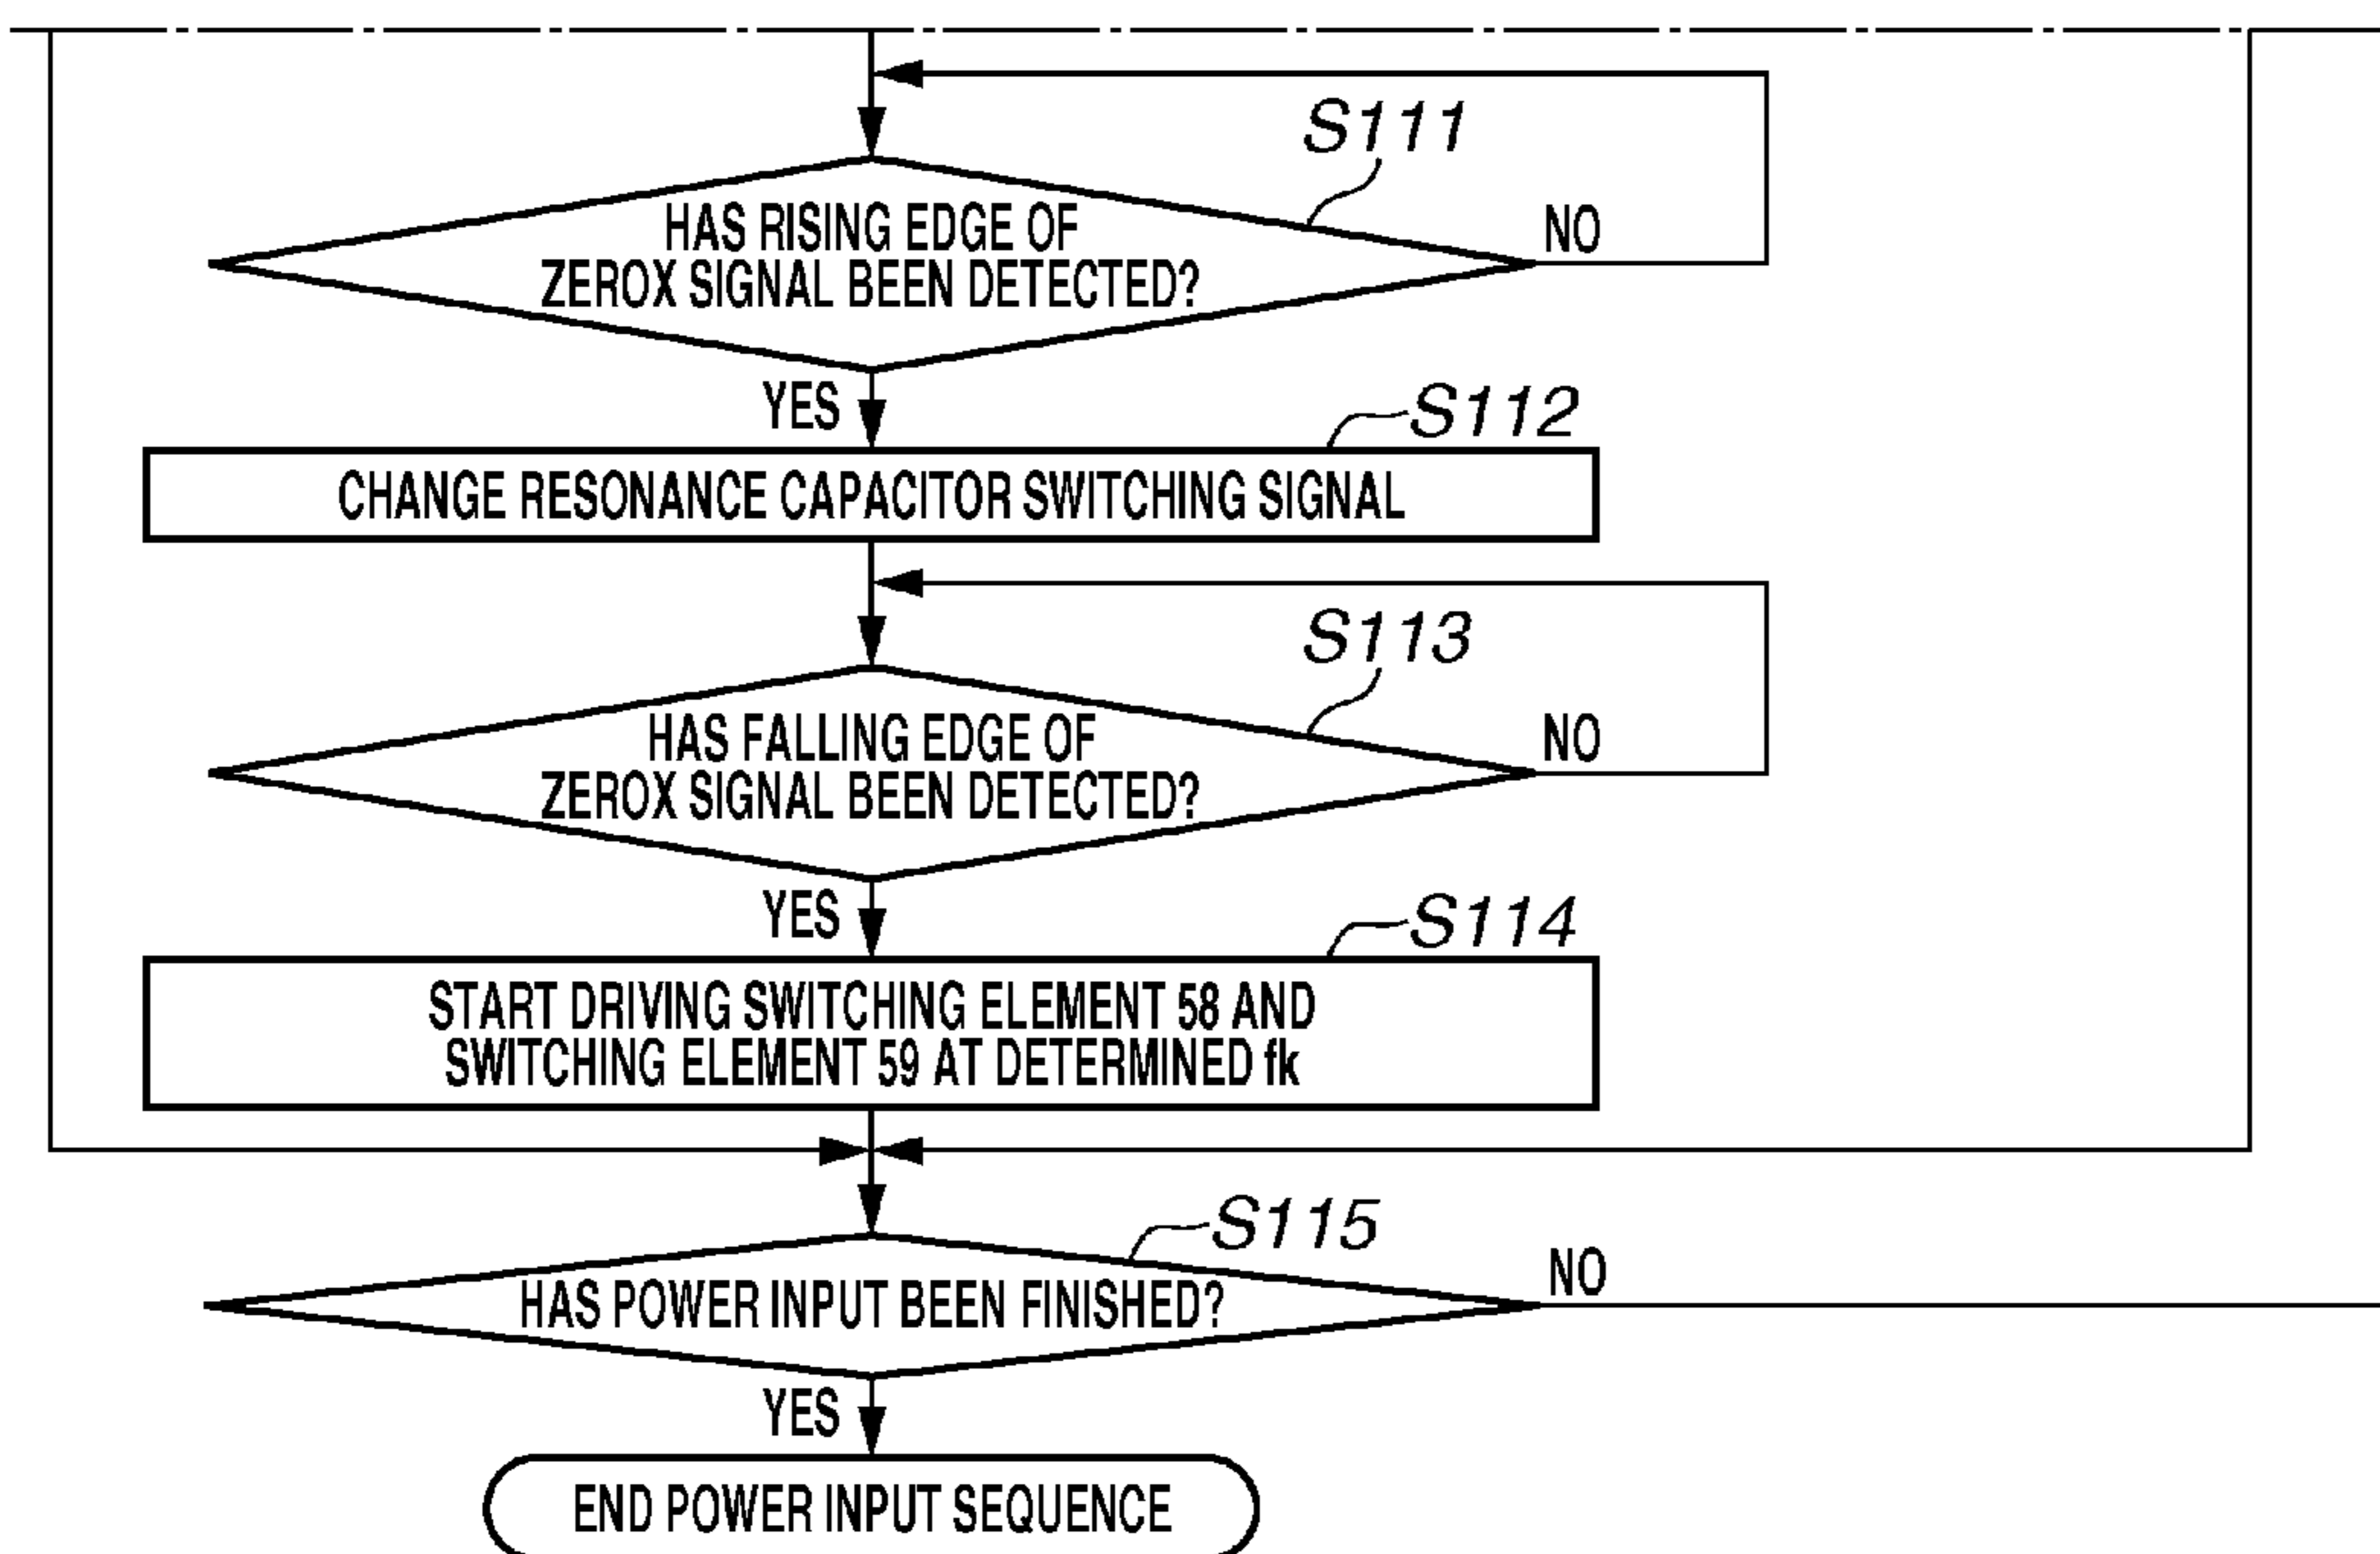 S111
HAS RISING EDGE OF
ZEROX SIGNAL BEEN DETECTED?
NO
YES
S112
CHANGE RESONANCE CAPACITOR SWITCHING SIGNAL
S113
HAS FALLING EDGE OF
ZEROX SIGNAL BEEN DETECTED?
NO
YES
S114
START DRIVING SWITCHING ELEMENT 58 AND
SWITCHING ELEMENT 59 AT DETERMINED fk
S115
HAS POWER INPUT BEEN FINISHED?
NO
YES
END POWER INPUT SEQUENCE